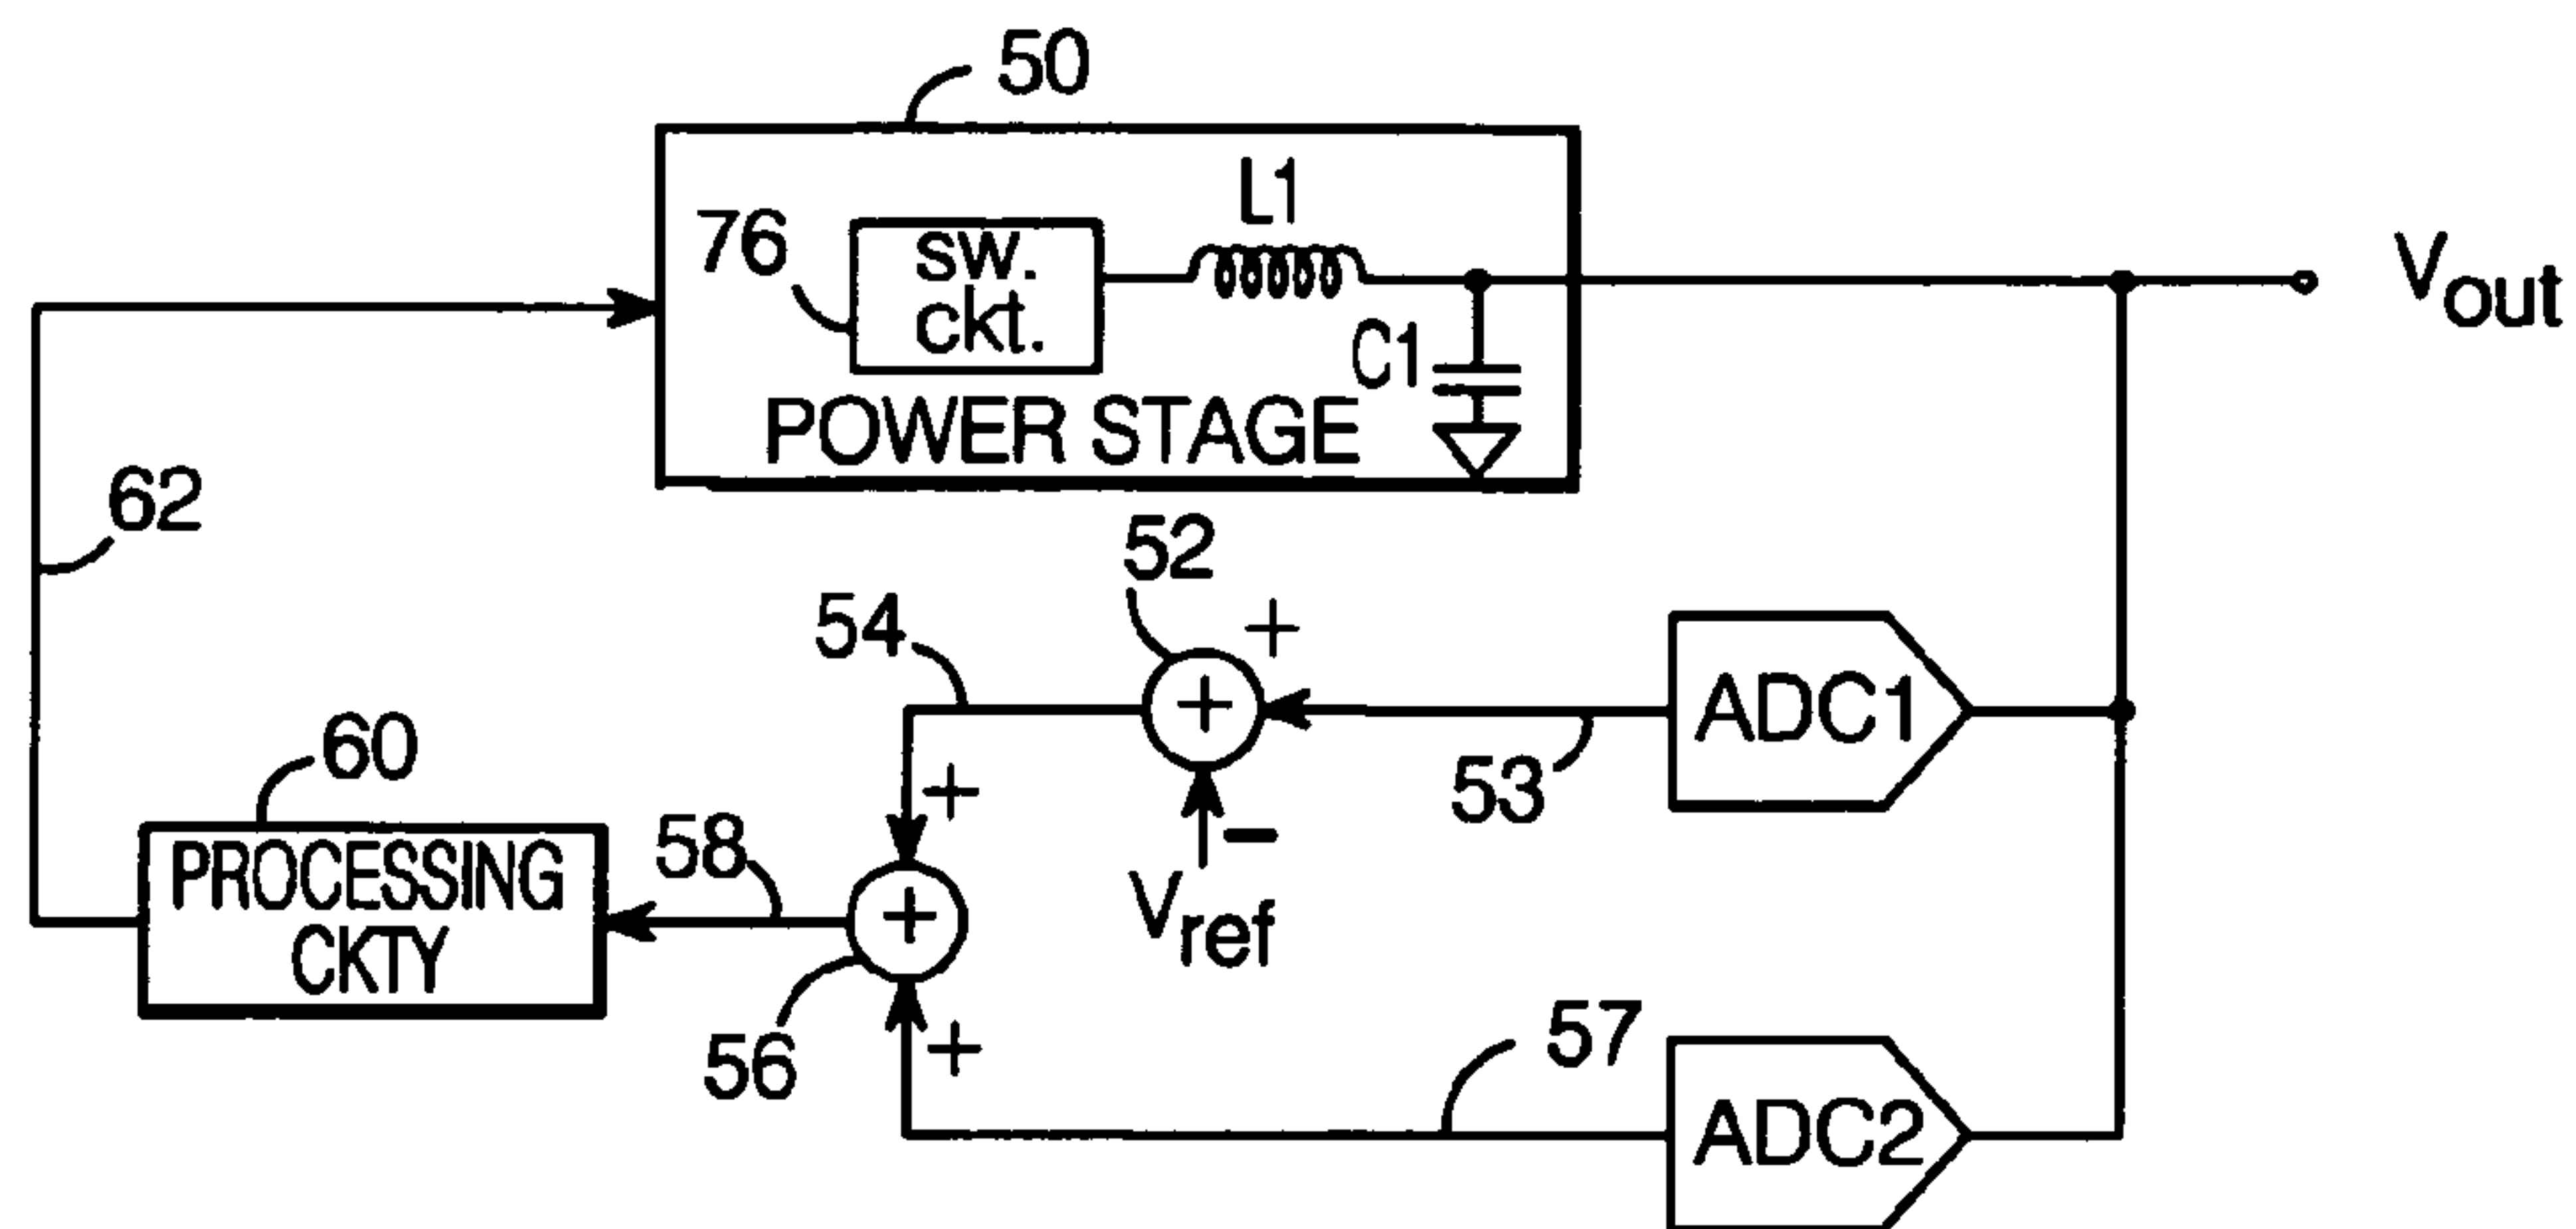 50
L1
76
sw.
ckt.
Vout
C1
POWER STAGE
62
52
54
+
+
ADC1
53
60
+
58
−
Vref
PROCESSING
CKTY
+
56
+
57
ADC2